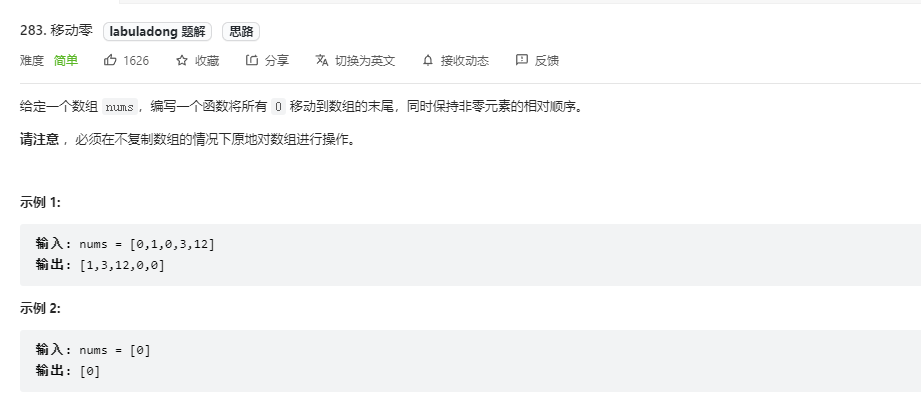 283. 移动零 labuladong 题解 思路
难度 简单 1626 收藏 分享 切换为英文 接收动态 反馈
给定一个数组 nums，编写一个函数将所有 0 移动到数组的末尾，同时保持非零元素的相对顺序。
请注意 ，必须在不复制数组的情况下原地对数组进行操作。
示例 1:
输入: nums = [0,1,0,3,12]
输出: [1,3,12,0,0]
示例 2:
输入: nums = [0]
输出: [0]